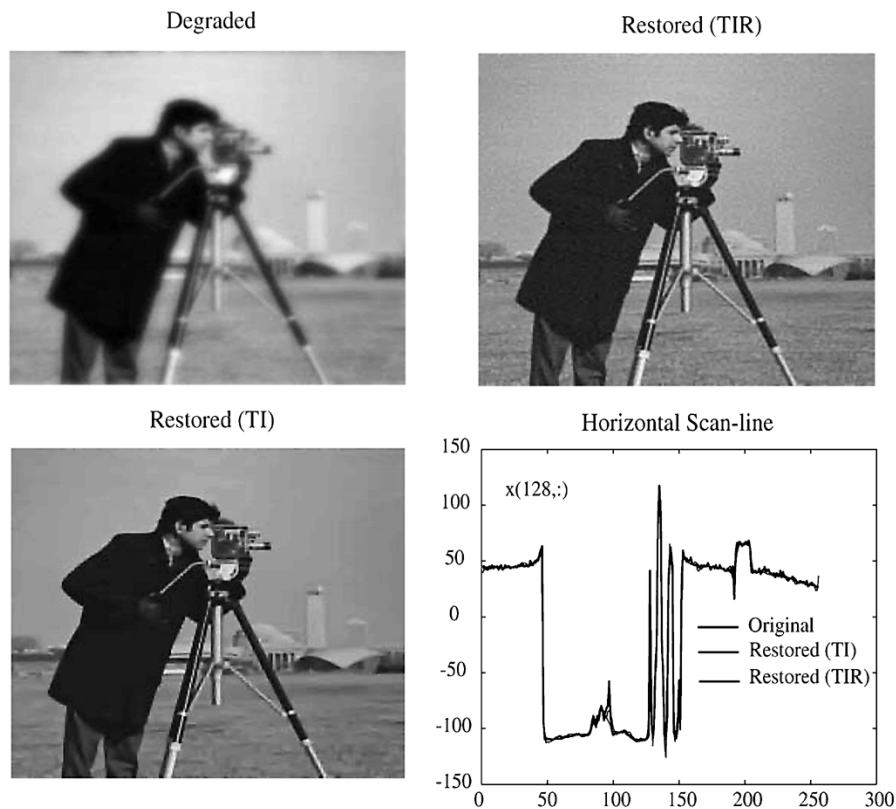 Degraded
Restored (TIR)
Restored (TI)
Horizontal Scan-line
150
100
50
0
-50
-100
-150
x(128,:)
Original
Restored (TI)
Restored (TIR)
0 50 100 150 200 250 300